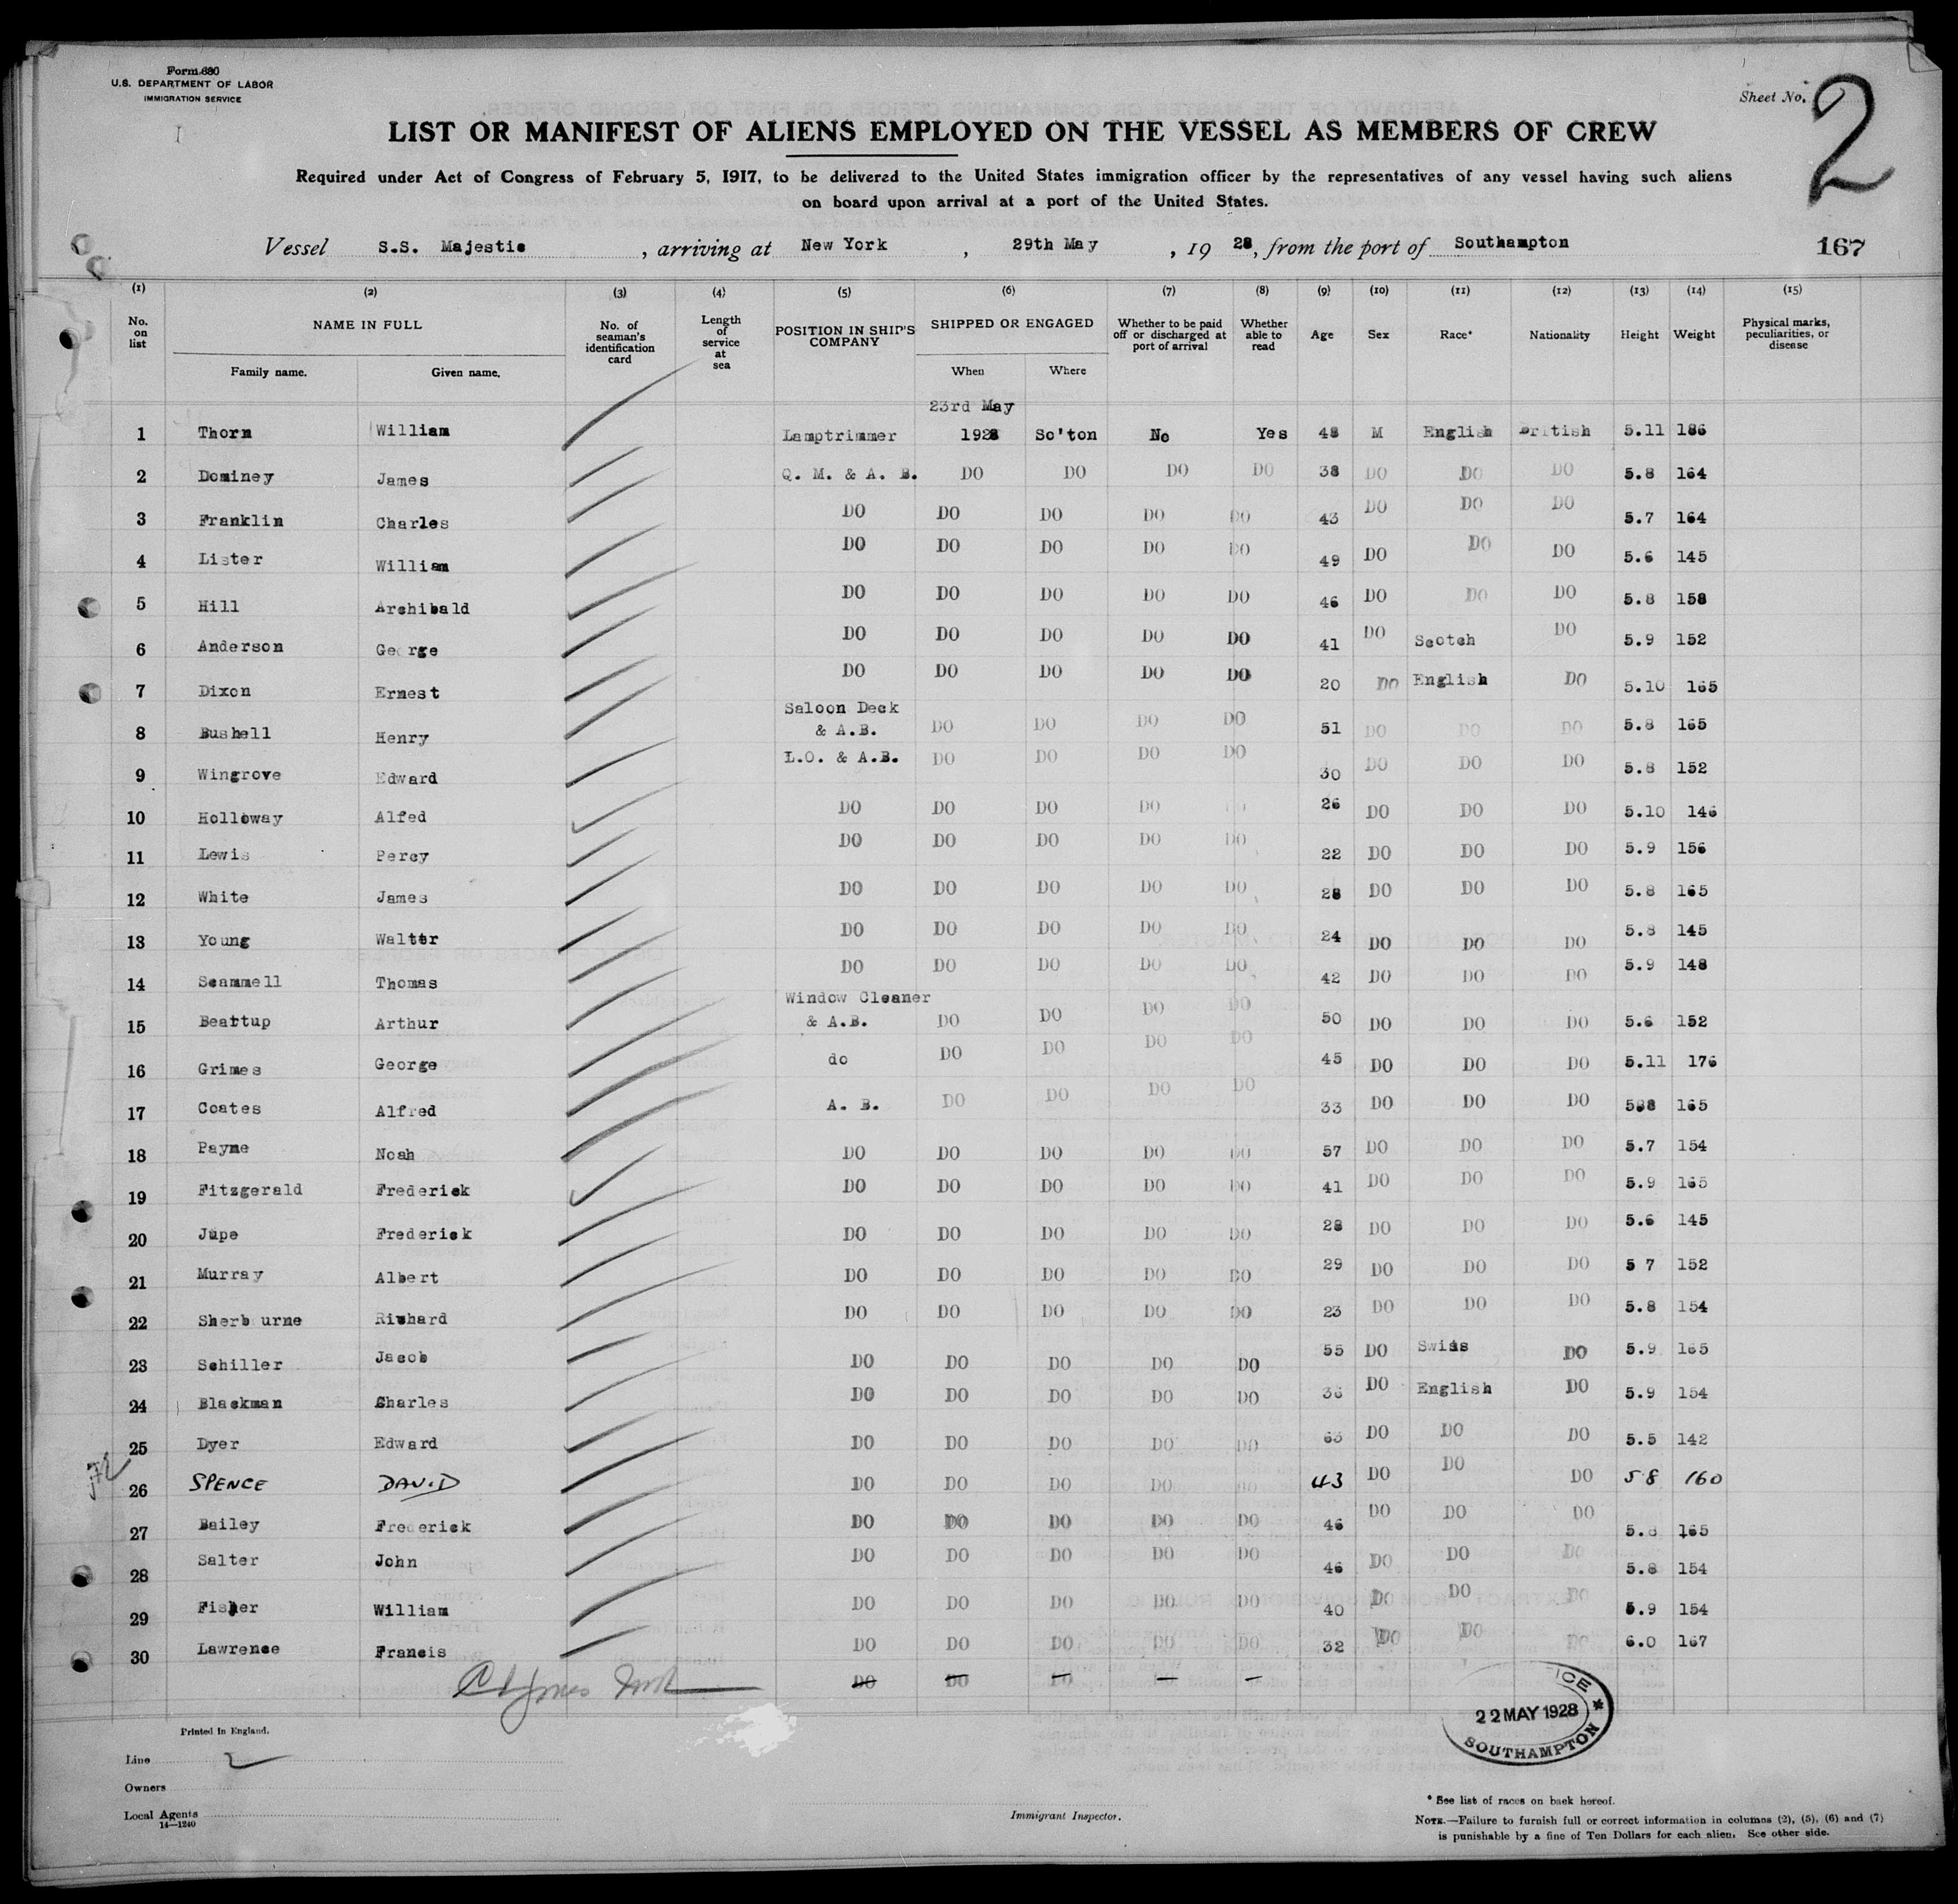 Form 680
U.S. DEPARTMENT OF LABOR
IMMIGRATION SERVICE
Sheet No. 2
LIST OR MANIFEST OF ALIENS EMPLOYED ON THE VESSEL AS MEMBERS OF CREW
Required under Act of Congress of February 5, 1917, to be delivered to the United States immigration officer by the representatives of any vessel having such aliens
on board upon arrival at a port of the United States.
Vessel S.S. Majestic, arriving at New York, 29th May, 19 28, from the port of Southampton 167
(1) (2) (3) (4) (5) (6) (7) (8) (9) (10) (11) (12) (13) (14) (15)
No. on list NAME IN FULL No. of seaman's identification card Length of service at sea POSITION IN SHIP'S COMPANY SHIPPED OR ENGAGED Whether to be paid off or discharged at port of arrival Whether able to read Age Sex Race* Nationality Height Weight Physical marks, peculiarities, or disease
Family name. Given name. When Where
23rd May
1 Thorn William Lamptrimmer 1928 So'ton No Yes 48 M English British 5.11 186
2 Dominey James Q. M. & A. B. DO DO DO DO 38 DO DO DO 5.8 164
3 Franklin Charles DO DO DO DO DO 43 DO DO DO 5.7 164
4 Lister William DO DO DO DO DO 49 DO DO DO 5.6 145
5 Hill Archibald DO DO DO DO DO 46 DO DO DO 5.8 158
6 Anderson George DO DO DO DO DO 41 DO Scotch DO 5.9 152
7 Dixon Ernest DO DO DO DO DO 20 DO English DO 5.10 165
Saloon Deck
8 Bushell Henry & A.B. DO DO DO DO 51 DO DO DO 5.8 165
9 Wingrove Edward L.O. & A.B. DO DO DO DO 30 DO DO DO 5.8 152
10 Holloway Alfed DO DO DO DO 26 DO DO DO 5.10 146
11 Lewis Percy DO DO DO DO DO 22 DO DO DO 5.9 156
12 White James DO DO DO DO DO 28 DO DO DO 5.8 165
13 Young Walter DO DO DO DO DO 24 DO DO DO 5.8 145
14 Scammell Thomas DO DO DO DO DO 42 DO DO DO 5.9 148
Window Cleaner
15 Beattup Arthur & A.B. DO DO DO DO 50 DO DO DO 5.6 152
16 Grimes George do DO DO DO DO 45 DO DO DO 5.11 176
17 Coates Alfred A. B. DO DO DO DO 33 DO DO DO 5.8 165
18 Payne Noah DO DO DO DO DO 57 DO DO DO 5.7 154
19 Fitzgerald Frederick DO DO DO DO DO 41 DO DO DO 5.9 165
20 Jupe Frederick DO DO DO DO DO 28 DO DO DO 5.6 145
21 Murray Albert DO DO DO DO DO 29 DO DO DO 5 7 152
22 Sherbourne Richard DO DO DO DO DO 23 DO DO DO 5.8 154
23 Schiller Jacob DO DO DO DO DO 55 DO Swiss DO 5.9 165
24 Blackman Charles DO DO DO DO DO 36 DO English DO 5.9 154
25 Dyer Edward DO DO DO DO DO 63 DO DO DO 5.5 142
26 SPENCE DAVID DO DO DO DO DO 43 DO DO DO 5 8 160
27 Bailey Frederick DO DO DO DO DO 46 DO DO DO 5.8 165
28 Salter John DO DO DO DO DO 46 DO DO DO 5.8 154
29 Fisher William DO DO DO DO DO 40 DO DO DO 5.9 154
30 Lawrence Francis DO DO DO DO DO 32 DO DO DO 6.0 167
DO DO DO
22 MAY 1928
SOUTHAMPTON
Printed in England.
Line
Owners
Local Agents
14—1240
Immigrant Inspector.
* See list of races on back hereof.
NOTE.—Failure to furnish full or correct information in columns (2), (5), (6) and (7)
is punishable by a fine of Ten Dollars for each alien. See other side.